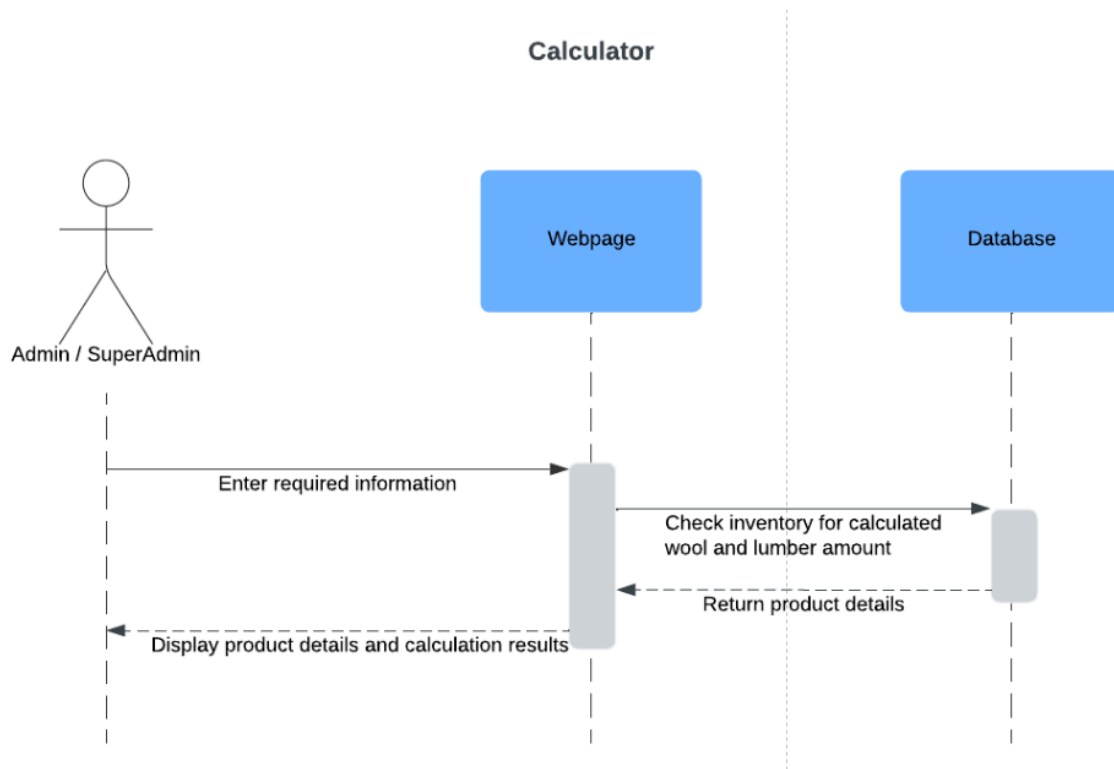 Calculator
Webpage
Database
Admin / SuperAdmin
Enter required information
Check inventory for calculated
wool and lumber amount
Return product details
Display product details and calculation results